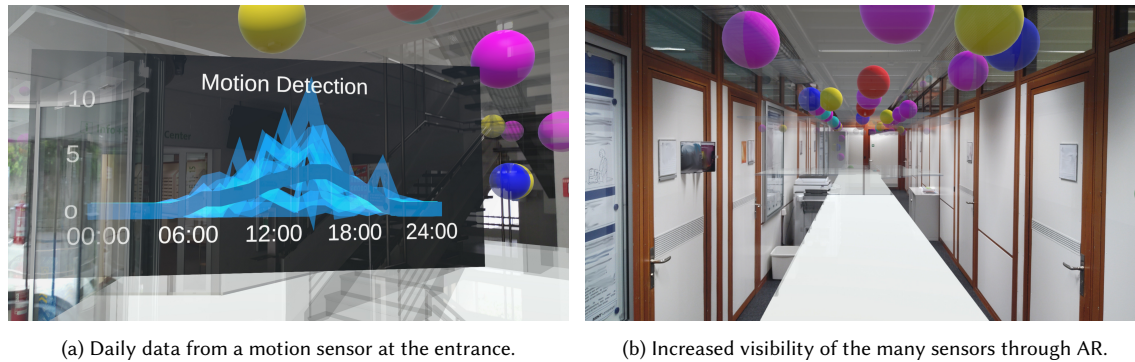 Motion Detection
10
5
0
00:00 06:00 12:00 18:00 24:00
(a) Daily data from a motion sensor at the entrance.
(b) Increased visibility of the many sensors through AR.